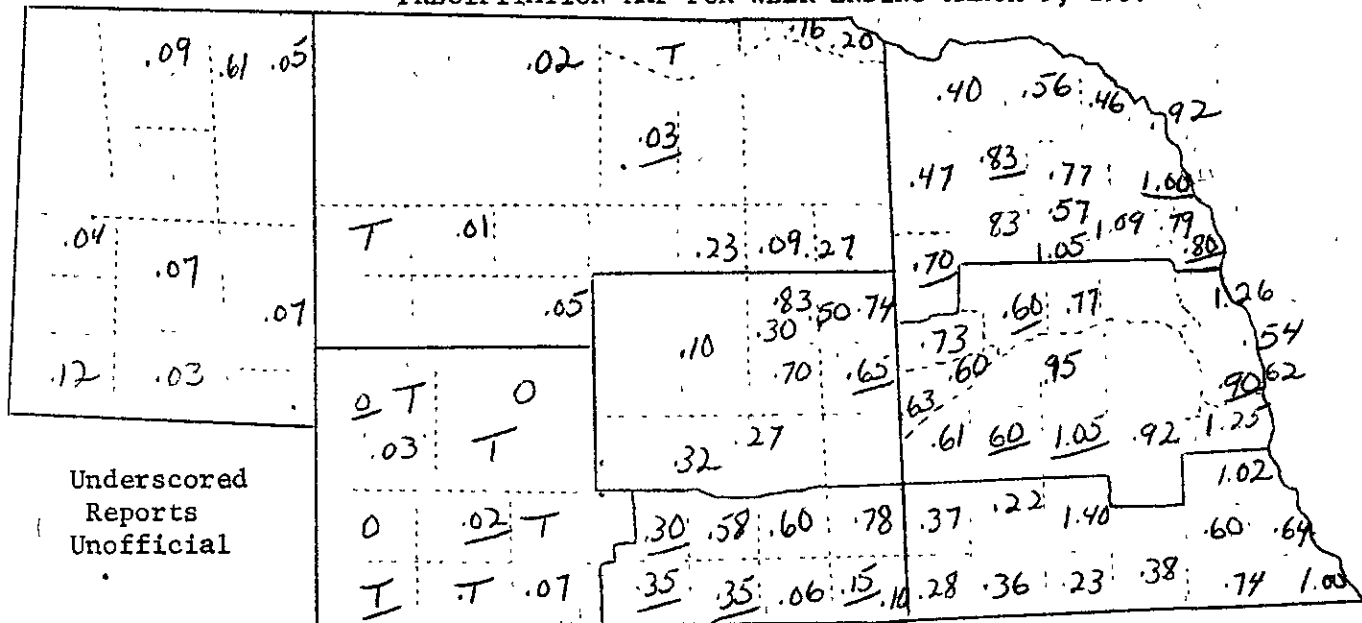 .16 .20
.09 .61 .05 .02 T
.40 .56 .46 .92
.03
.47 .83 .77 1.00
.04 T .01 .23 .09 .27
83 .57 1.09 .79
.70 1.05 .80
.07
.07 .05 .83 .50 .74 .60 .77 1.26
.10 .30 .73 .54
.12 .03 .70 .65 .60 .95 .90 62
0 T 0 63
.03 T .32 .27 .61 60 1.05 .92 1.25
Underscored
Reports
Unofficial
1.02
0 .02 T .30 .58 .60 .78 .37 .22 1.40 .60 .64
T .T .07 .35 .35 .06 .15 .10 .28 .36 .23 .38 .74 1.00